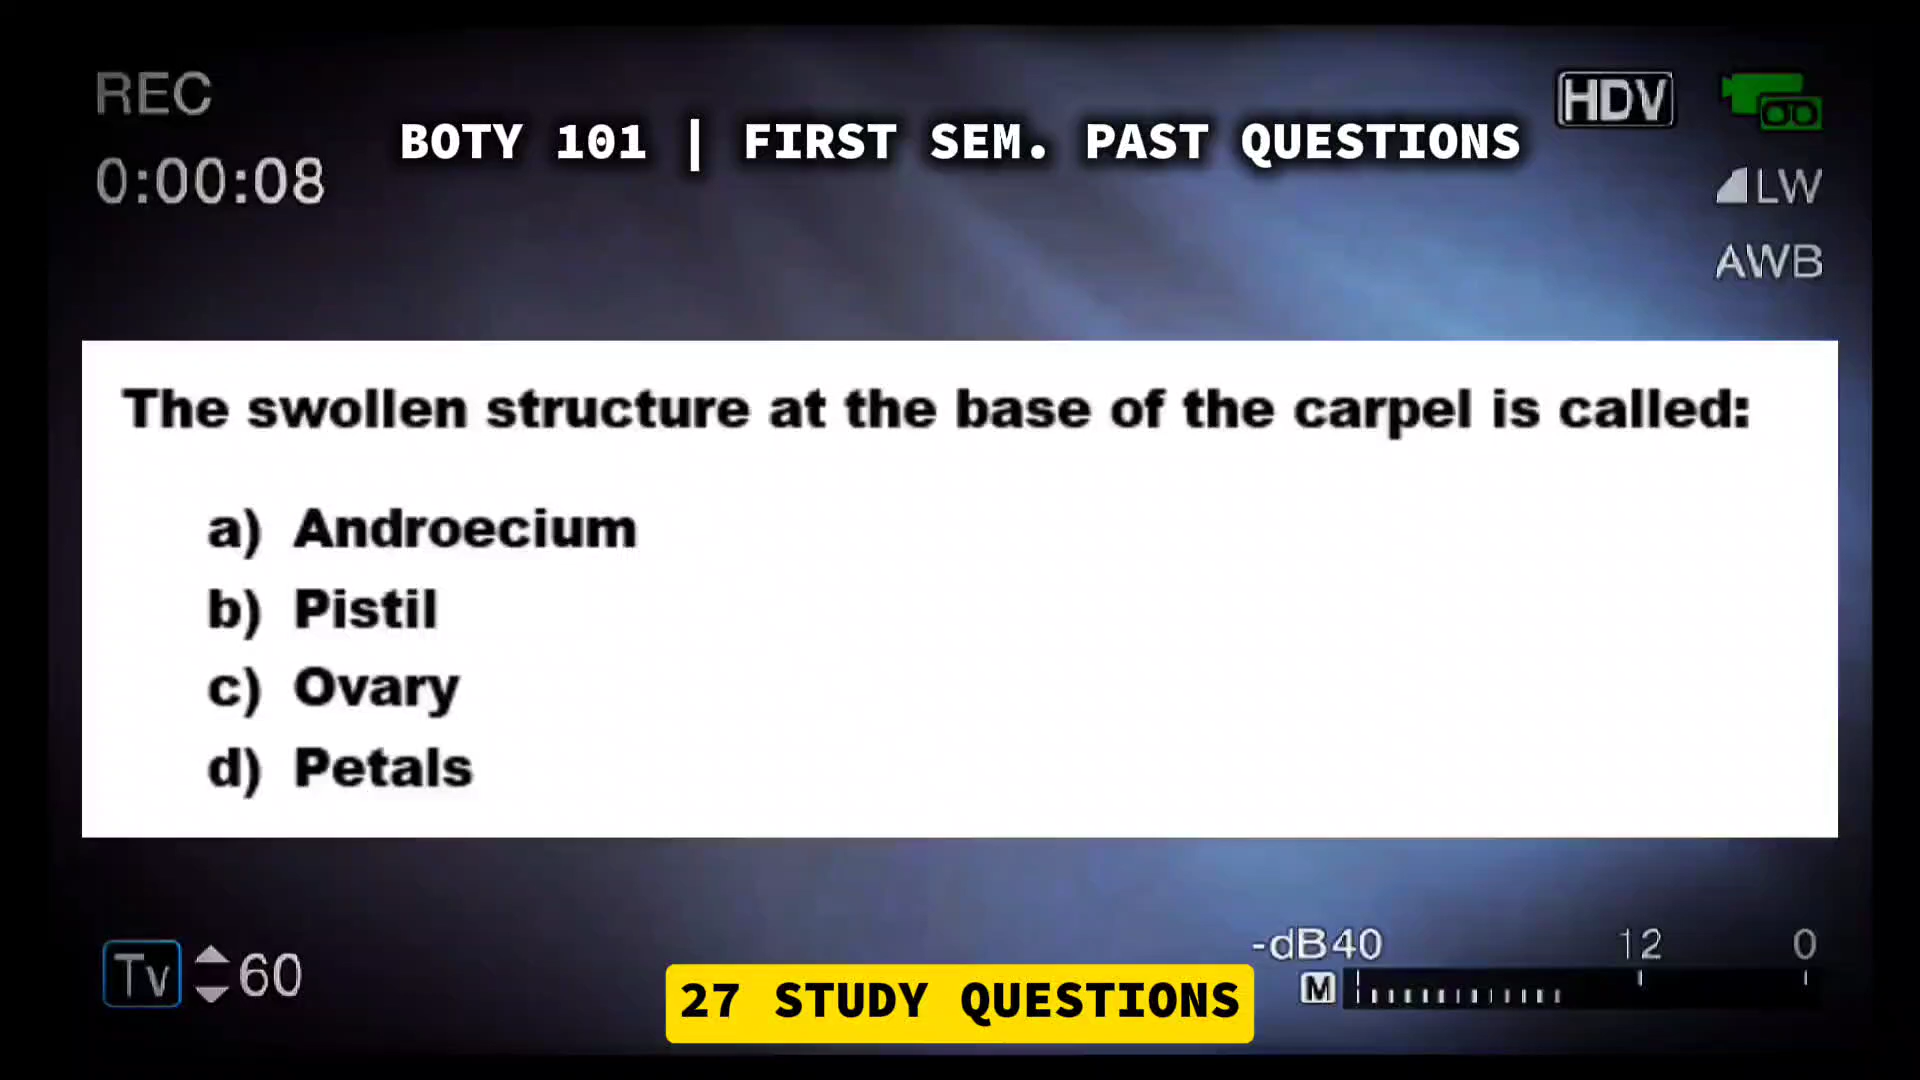 REC
0:00:08
BOTY 101 | FIRST SEM. PAST QUESTIONS
HDV
LW
AWB
The swollen structure at the base of the carpel is called:
a) Androecium
b) Pistil
c) Ovary
d) Petals
Tv 60
27 STUDY QUESTIONS
-dB40 12 0
M